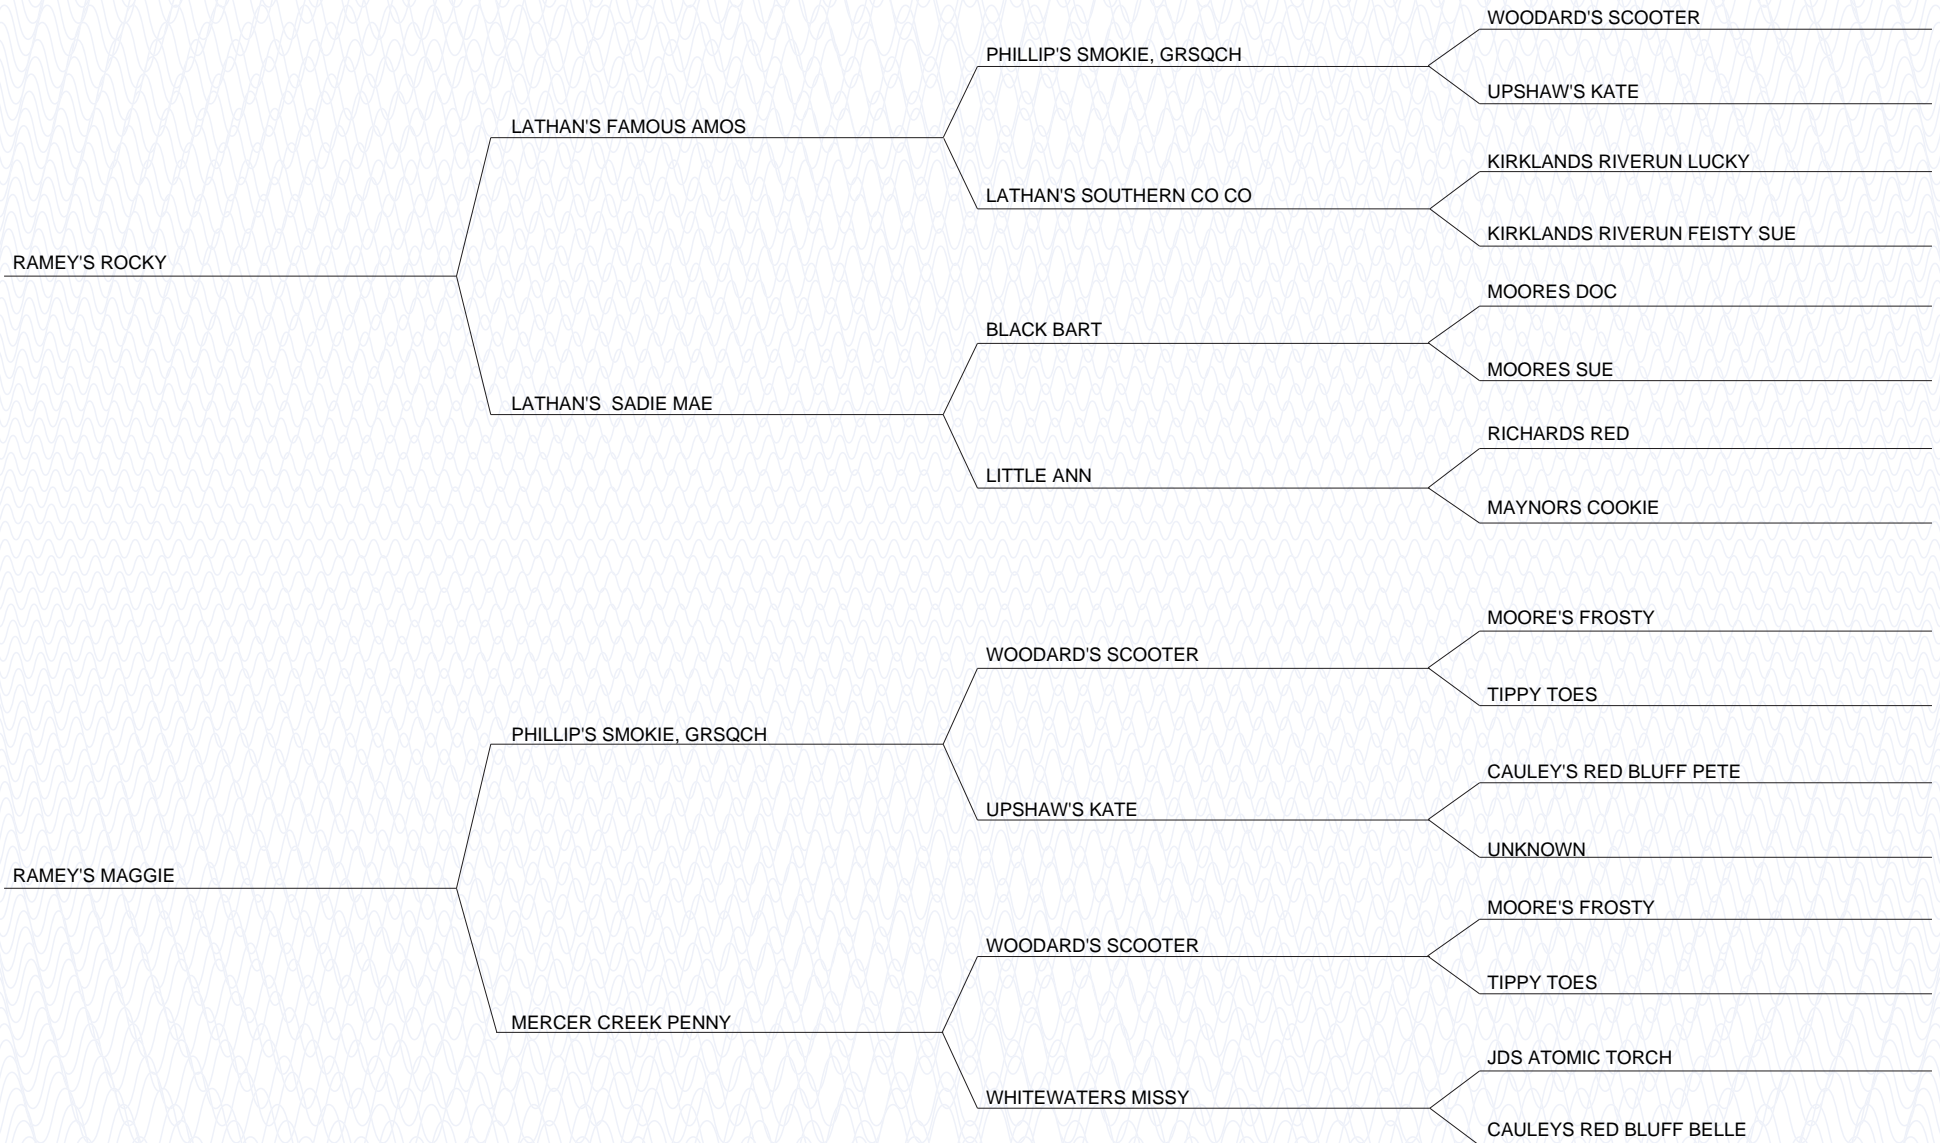 WOODARD'S SCOOTER
PHILLIP'S SMOKIE, GRSQCH
UPSHAW'S KATE
LATHAN'S FAMOUS AMOS
KIRKLANDS RIVERUN LUCKY
LATHAN'S SOUTHERN CO CO
KIRKLANDS RIVERUN FEISTY SUE
RAMEY'S ROCKY
MOORES DOC
BLACK BART
MOORES SUE
LATHAN'S  SADIE MAE
RICHARDS RED
LITTLE ANN
MAYNORS COOKIE
MOORE'S FROSTY
WOODARD'S SCOOTER
TIPPY TOES
PHILLIP'S SMOKIE, GRSQCH
CAULEY'S RED BLUFF PETE
UPSHAW'S KATE
UNKNOWN
RAMEY'S MAGGIE
MOORE'S FROSTY
WOODARD'S SCOOTER
TIPPY TOES
MERCER CREEK PENNY
JDS ATOMIC TORCH
WHITEWATERS MISSY
CAULEYS RED BLUFF BELLE